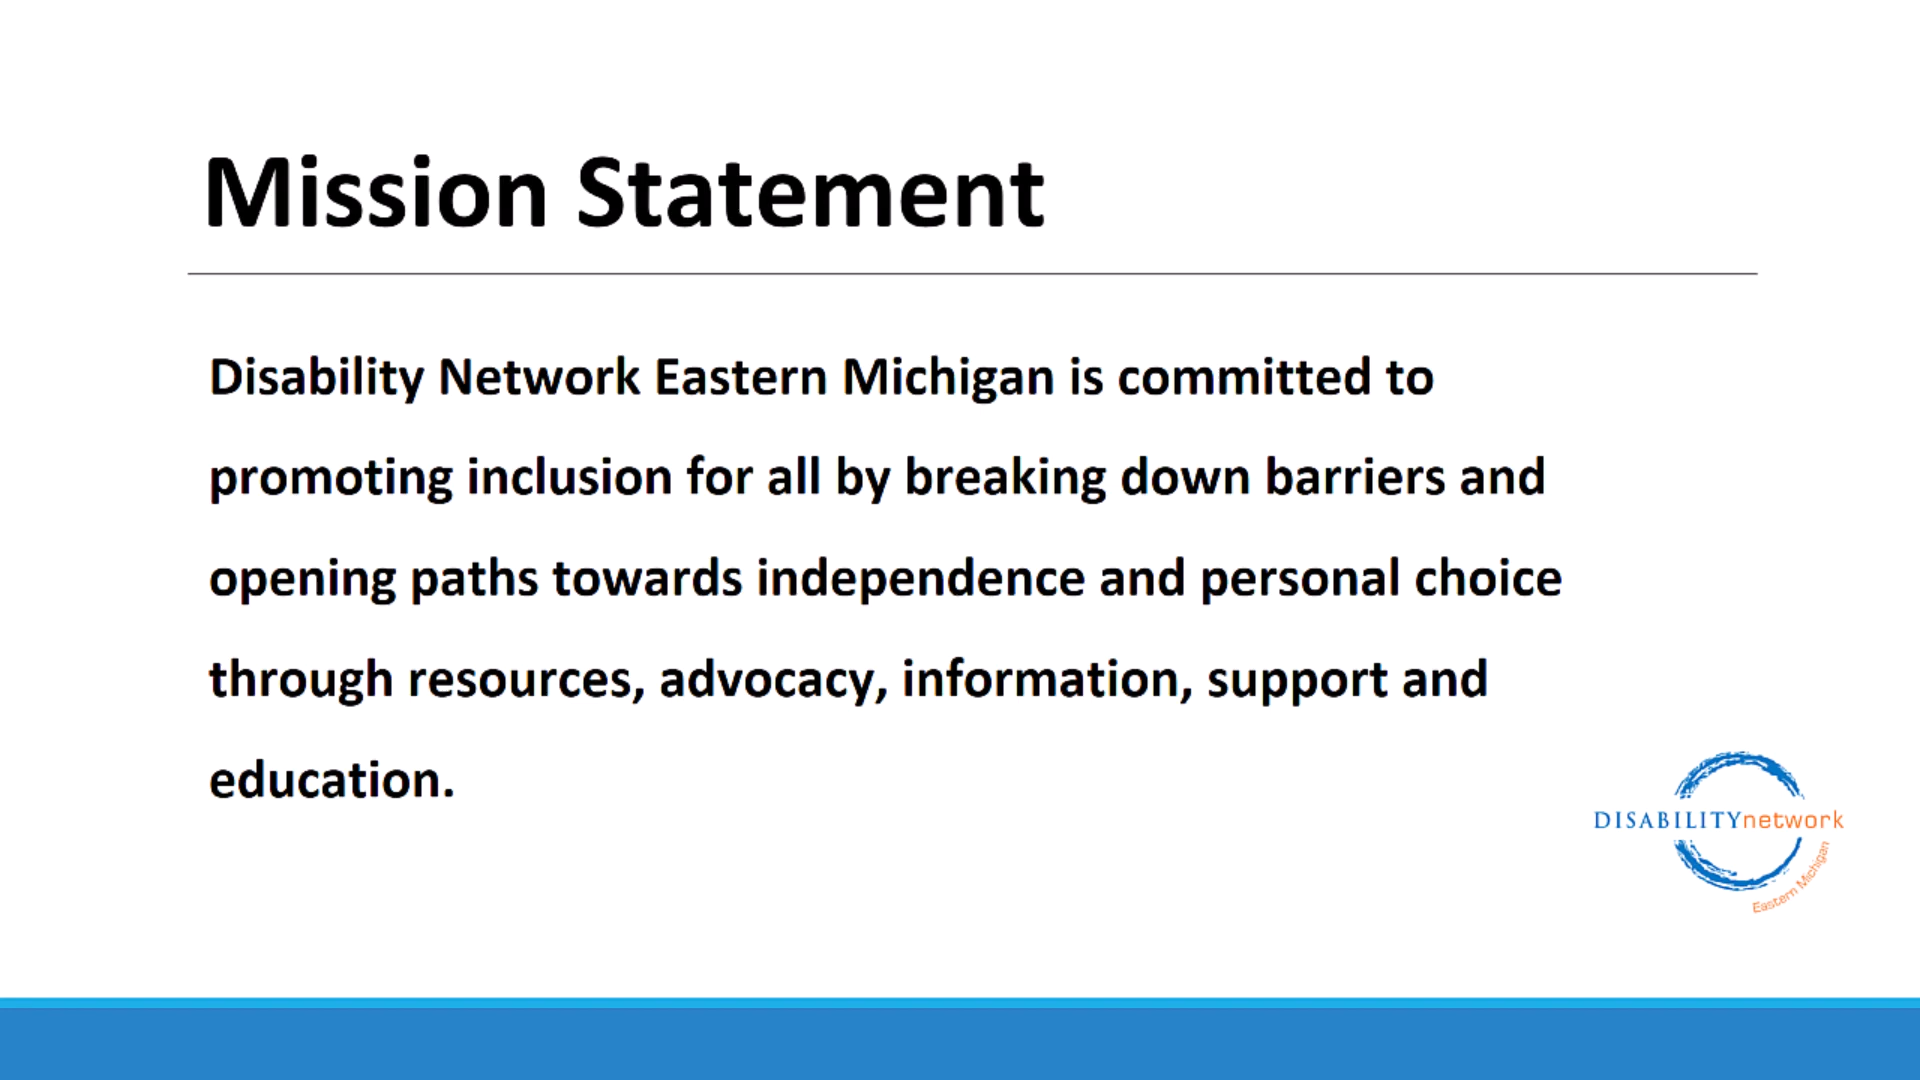 Mission Statement
Disability Network Eastern Michigan is committed to
promoting inclusion for all by breaking down barriers and
opening paths towards independence and personal choice
through resources, advocacy, information, support and
education.
DISABILITYnetwork
Eastern Michigan